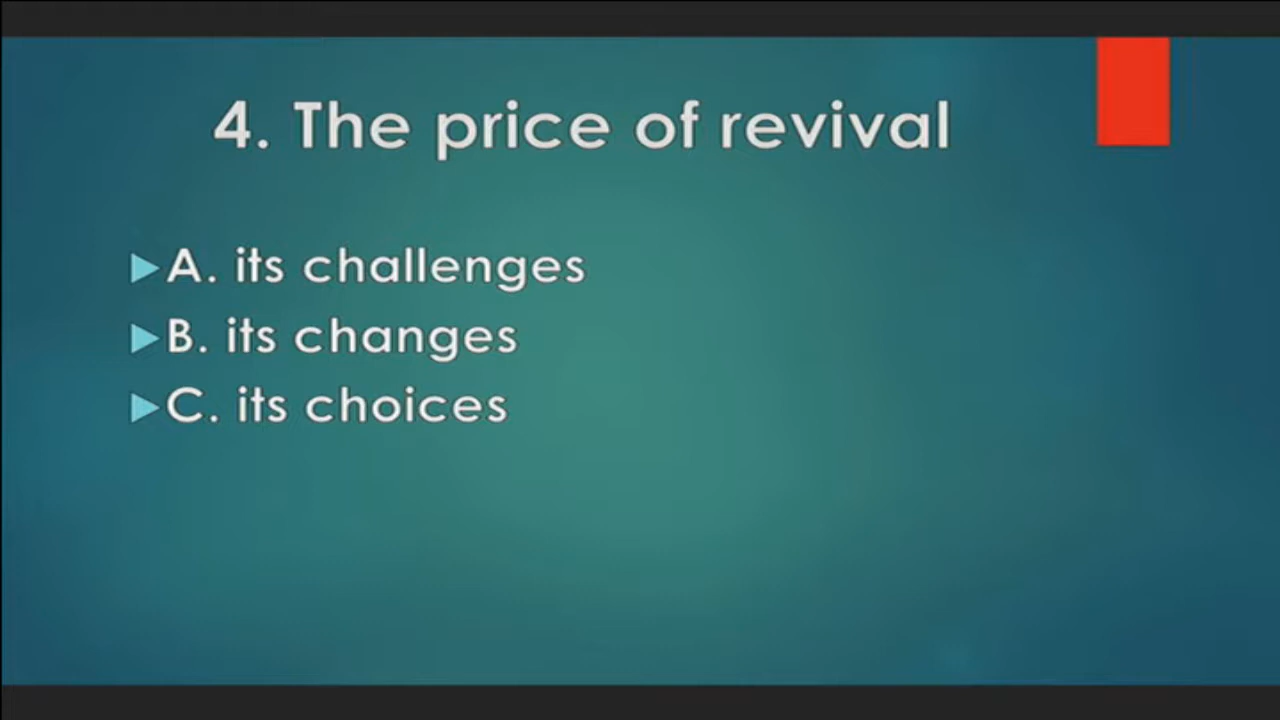 4. The price of revival
A. its challenges
B. its changes
C. its choices